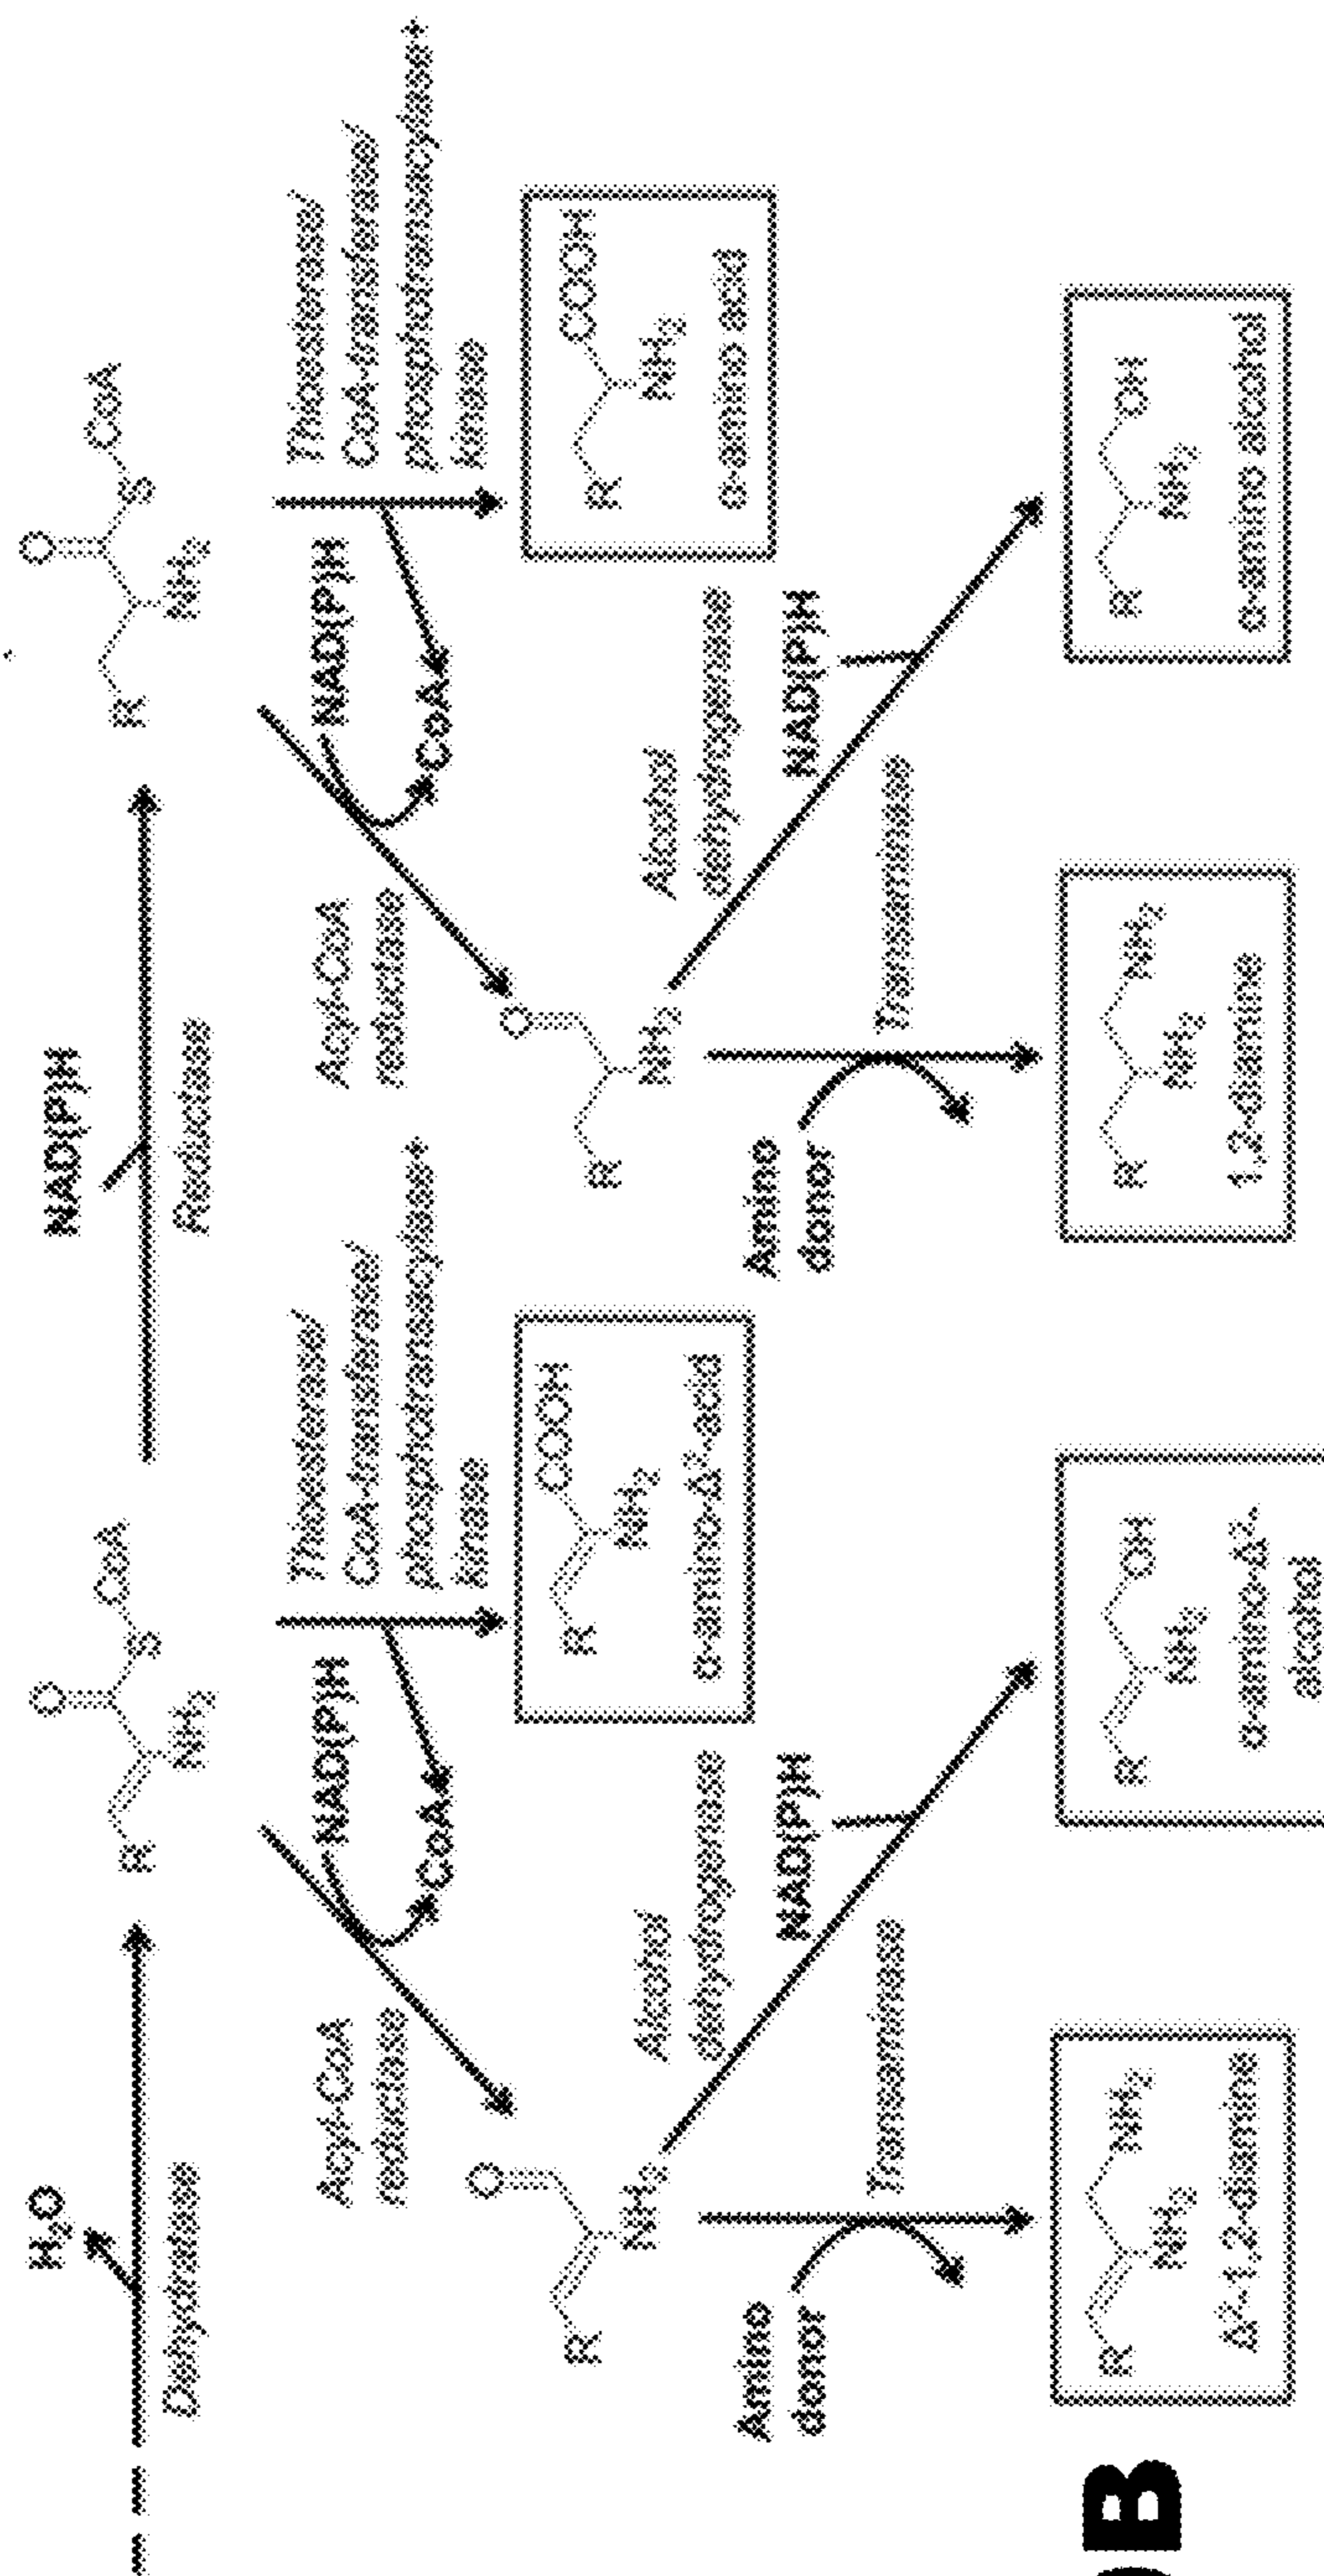 H₂O
Dehydratase
NAD[P]H
Reductase
O
R
S
CoA
NH₂
O
R
S
CoA
NH₂
Acyl-CoA
reductase
NAD[P]H
CoA
Thioesterase/
CoA-transferase/
phosphotransacylase+
kinase
Acyl-CoA
reductase
NAD[P]H
CoA
Thioesterase/
CoA-transferase/
phosphotransacylase+
kinase
O
R
NH₂
R
COOH
NH₂
α-amino-Δ²-acid
O
R
NH₂
R
COOH
NH₂
α-amino acid
Alcohol
dehydrogenase
NAD[P]H
Amino
donor
Transaminase
Alcohol
dehydrogenase
NAD[P]H
Amino
donor
Transaminase
R
NH₂
NH₂
Δ²-1,2-diamine
R
OH
NH₂
α-amino-Δ²-
alcohol
R
NH₂
NH₂
1,2-diamine
R
OH
NH₂
α-amino alcohol
B